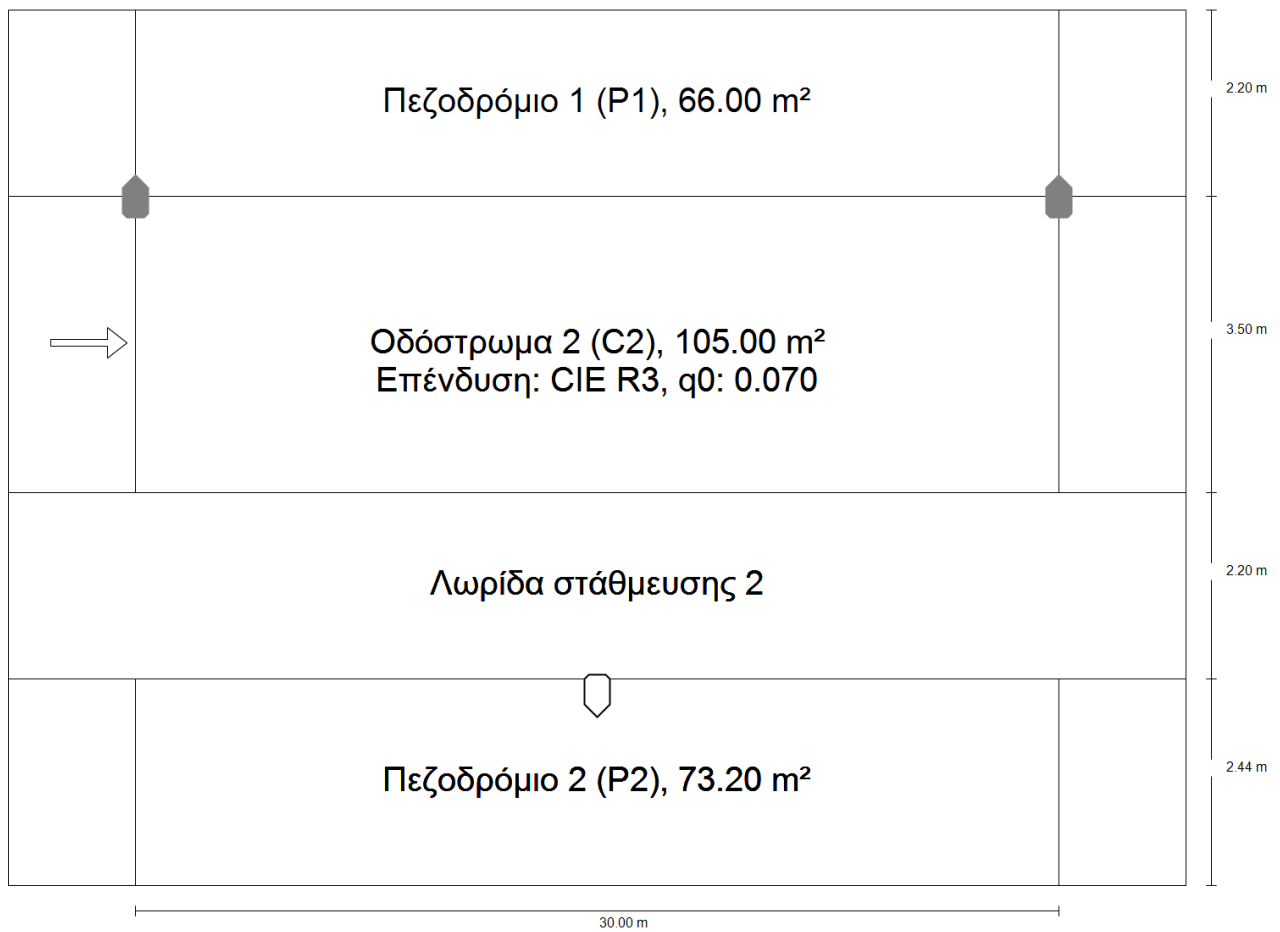 Πεζοδρόμιο 1 (P1), 66.00 m²
2.20 m
Οδόστρωμα 2 (C2), 105.00 m²
Επένδυση: CIE R3, q0: 0.070
3.50 m
Λωρίδα στάθμευσης 2
2.20 m
Πεζοδρόμιο 2 (P2), 73.20 m²
2.44 m
30.00 m